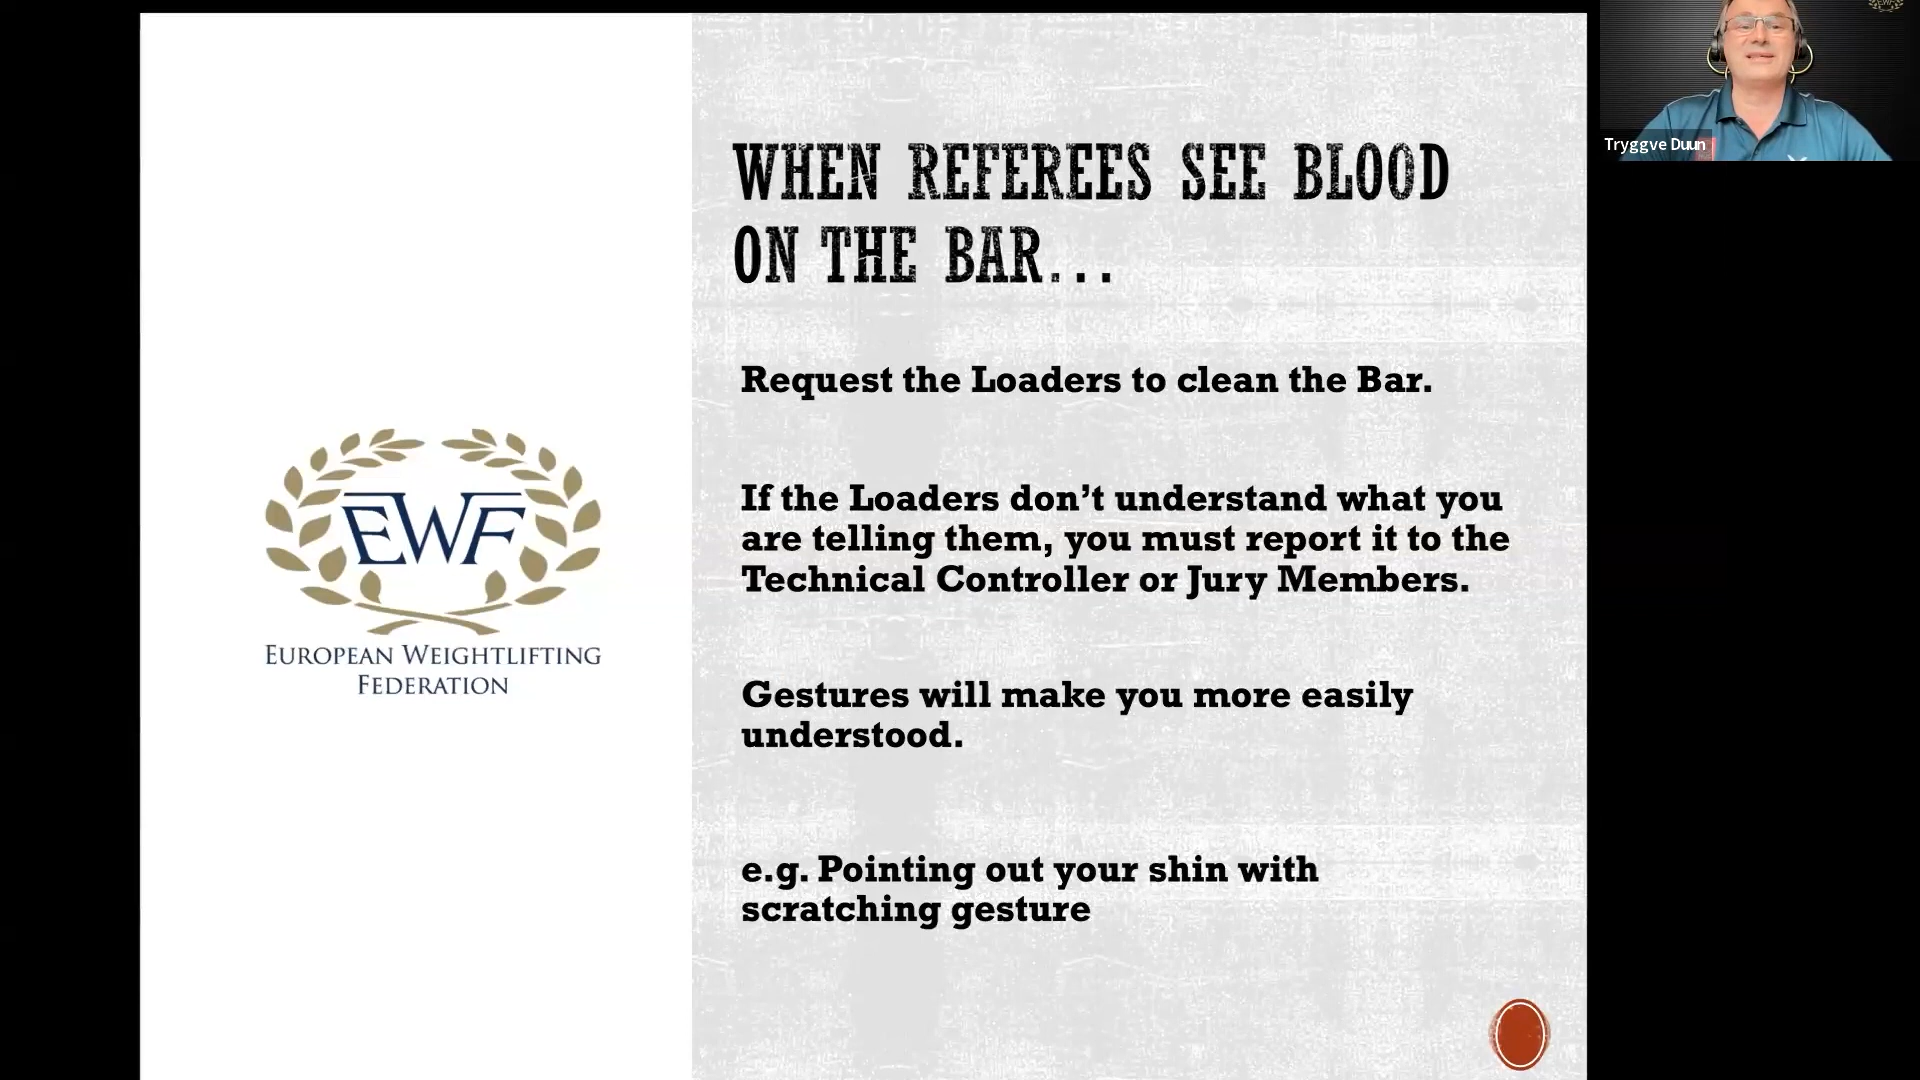 WHEN REFEREES SEE BLOOD
ON THE BAR...
Request the Loaders to clean the Bar.
If the Loaders don’t understand what you
are telling them, you must report it to the
Technical Controller or Jury Members.
Gestures will make you more easily
understood.
e.g. Pointing out your shin with
scratching gesture
EWF
EUROPEAN WEIGHTLIFTING
FEDERATION
Tryggve Duun